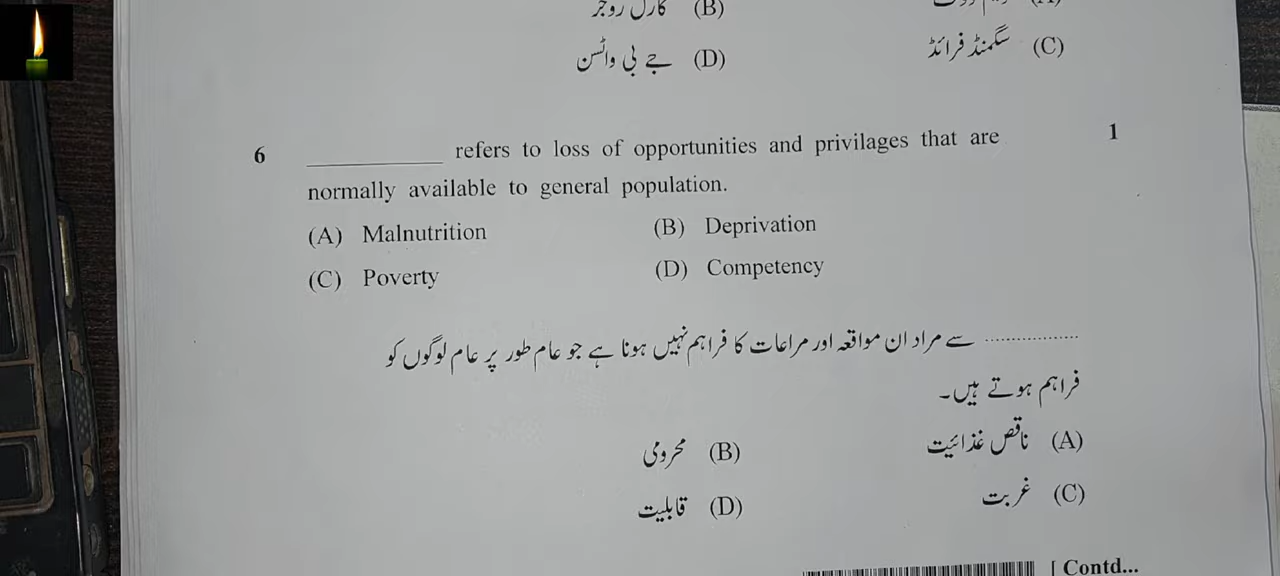 کارل روجر (B)
سگمنڈ فرائڈ (C)
جے بی واٹسن (D)
6 __________ refers to loss of opportunities and privilages that are 1
normally available to general population.
(A) Malnutrition (B) Deprivation
(C) Poverty (D) Competency
................ سے مراد ان مواقعہ اور مراعات کا فراہم نہیں ہونا ہے جو عام طور پر عام لوگوں کو
فراہم ہوتے ہیں۔
(A) ناقص غذائیت (B) محرومی
(C) غربت (D) قابلیت
[ Contd...